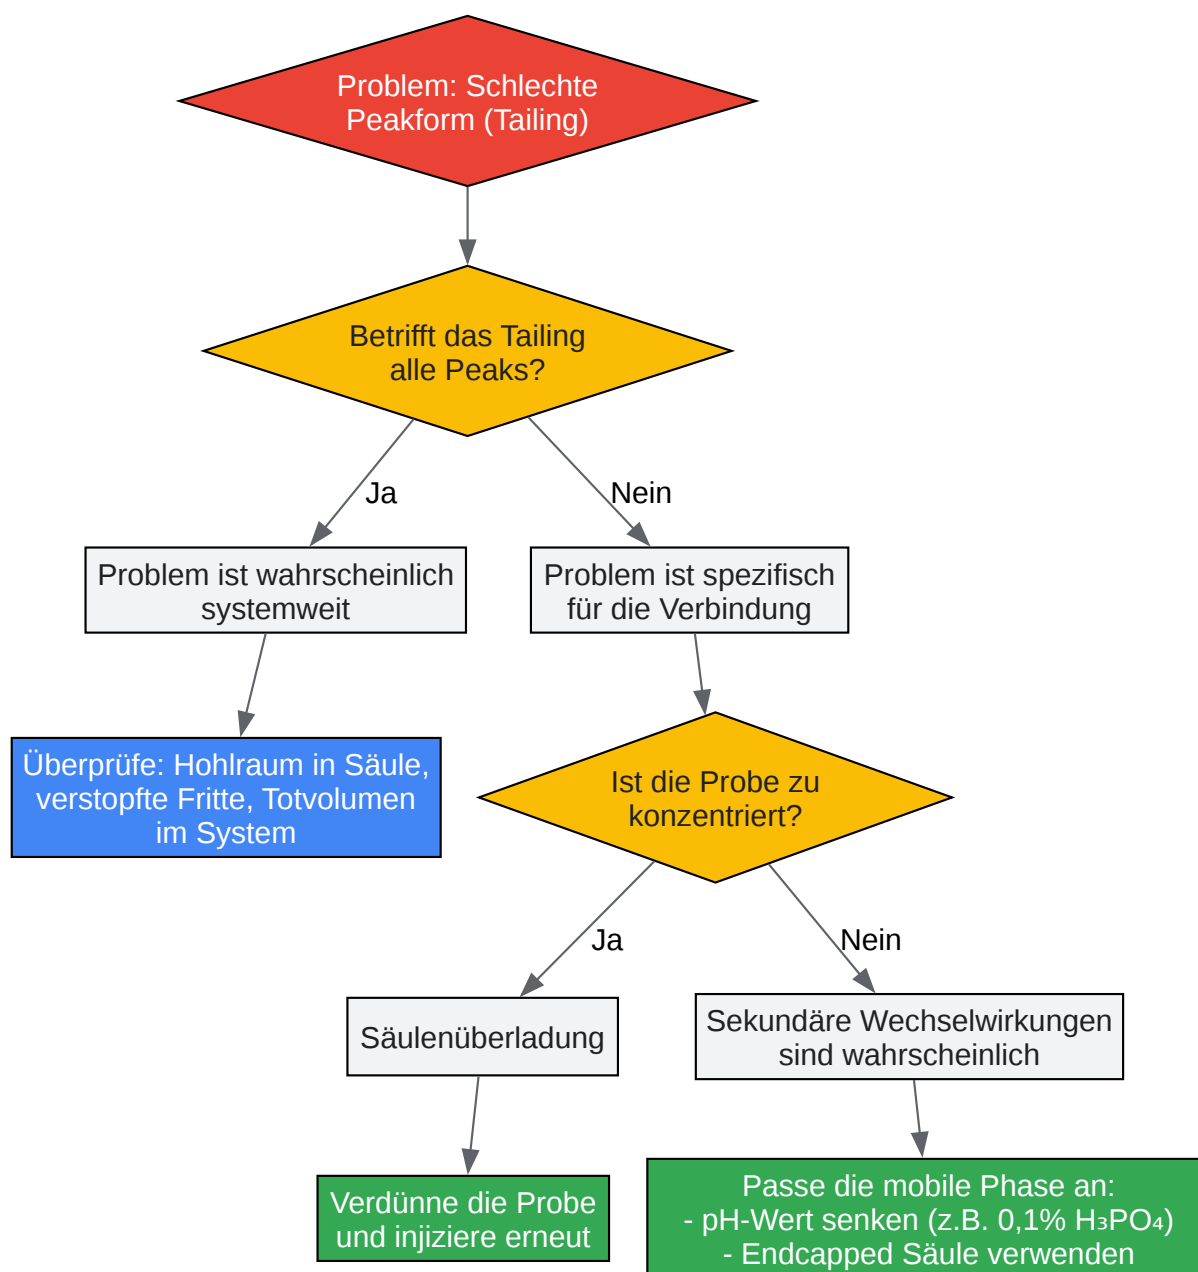 Problem: Schlechte
Peakform (Tailing)
Betrifft das Tailing
alle Peaks?
Ja
Nein
Problem ist wahrscheinlich
systemweit
Problem ist spezifisch
für die Verbindung
Überprüfe: Hohlraum in Säule,
verstopfte Fritte, Totvolumen
im System
Ist die Probe zu
konzentriert?
Ja
Nein
Säulenüberladung
Sekundäre Wechselwirkungen
sind wahrscheinlich
Verdünne die Probe
und injiziere erneut
Passe die mobile Phase an:
- pH-Wert senken (z.B. 0,1% H₃PO₄)
- Endcapped Säule verwenden